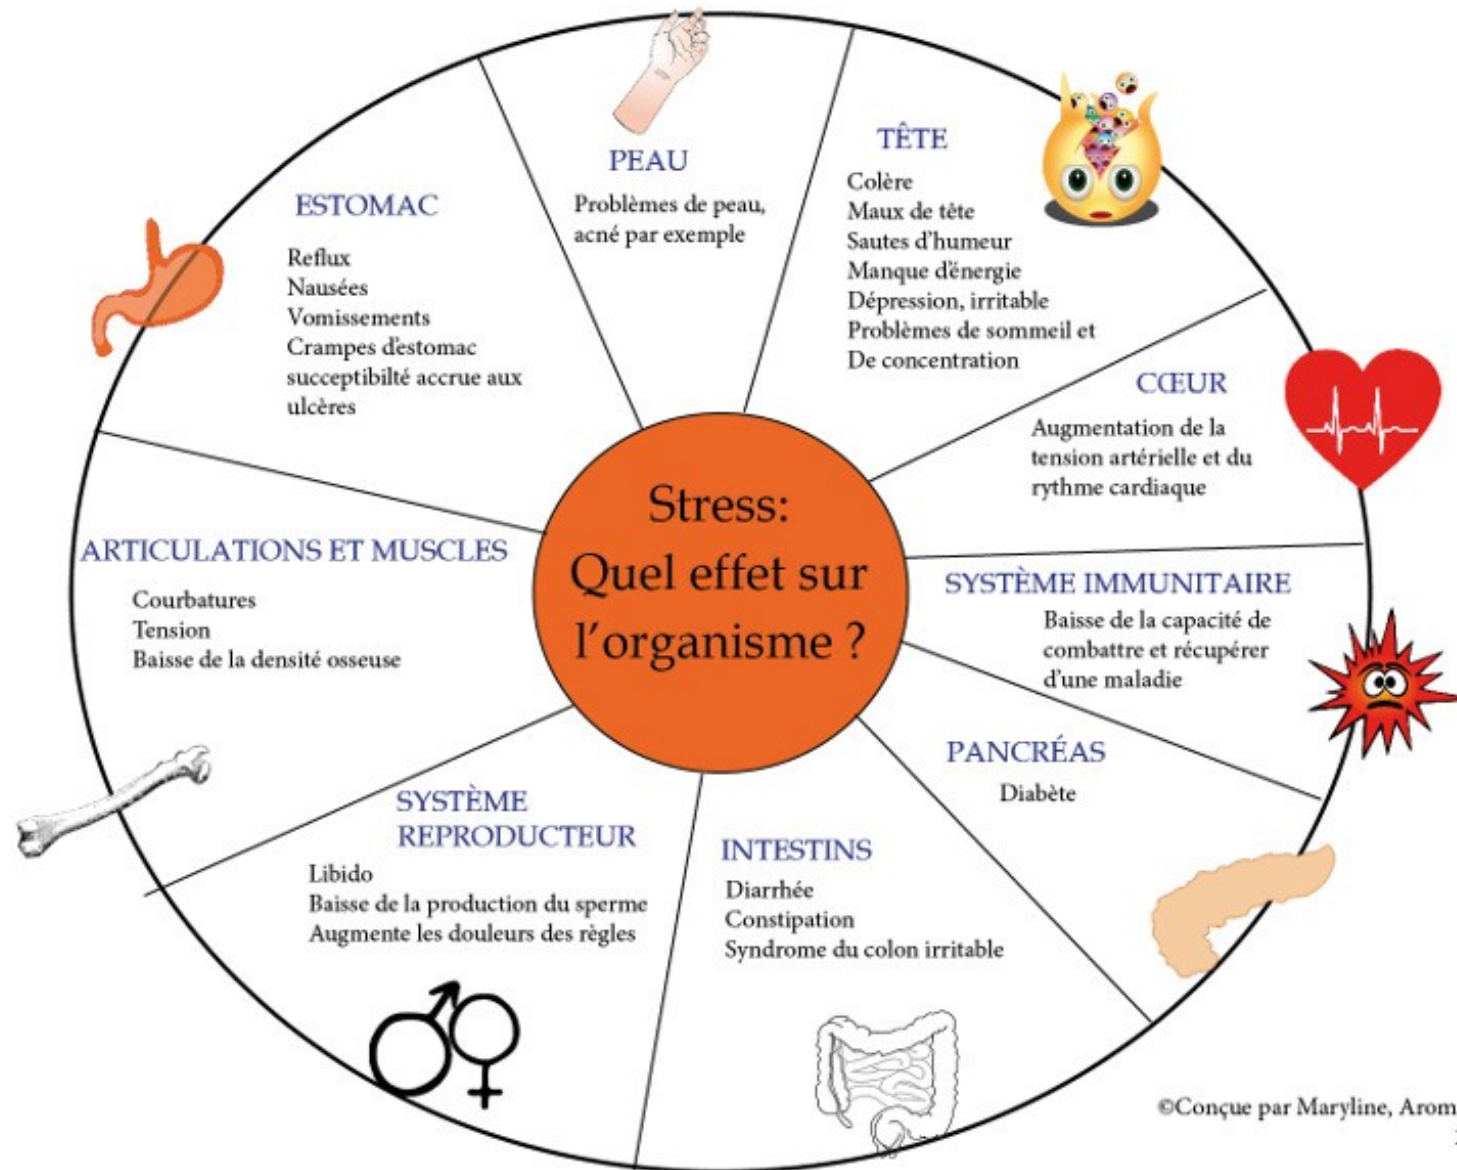 PEAU
Problèmes de peau,
acné par exemple
TÊTE
Colère
Maux de tête
Sautes d'humeur
Manque d'énergie
Dépression, irritable
Problèmes de sommeil et
De concentration
CŒUR
Augmentation de la
tension artérielle et du
rythme cardiaque
SYSTÈME IMMUNITAIRE
Baisse de la capacité de
combattre et récupérer
d'une maladie
PANCRÉAS
Diabète
INTESTINS
Diarrhée
Constipation
Syndrome du colon irritable
SYSTÈME
REPRODUCTEUR
Libido
Baisse de la production du sperme
Augmente les douleurs des règles
ARTICULATIONS ET MUSCLES
Courbatures
Tension
Baisse de la densité osseuse
ESTOMAC
Reflux
Nausées
Vomissements
Crampes d'estomac
succeptibilté accrue aux
ulcères
Stress:
Quel effet sur
l'organisme ?
©Conçue par Maryline, Arom